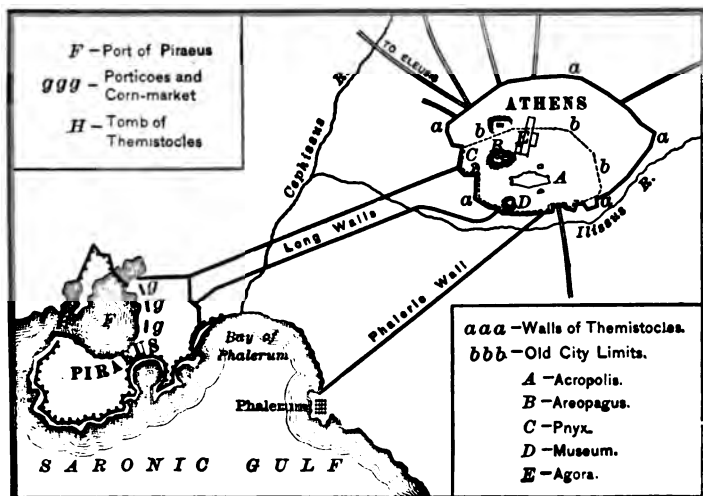 F – Port of Piraeus
ggg – Porticoes and
Corn-market
H – Tomb of
Themistocles
TO ELEUSIS
R.
Cephissus
a
ATHENS
a
b
b
E
a
C
B
b
A
a
D
a
R.
Ilissus
Long Walls
Phaleric Wall
g
g
g
F
PIRAEUS
Bay of
Phalerum
Phalerum
SARONIC GULF
aaa – Walls of Themistocles.
bbb – Old City Limits.
A – Acropolis.
B – Areopagus.
C – Pnyx.
D – Museum.
E – Agora.